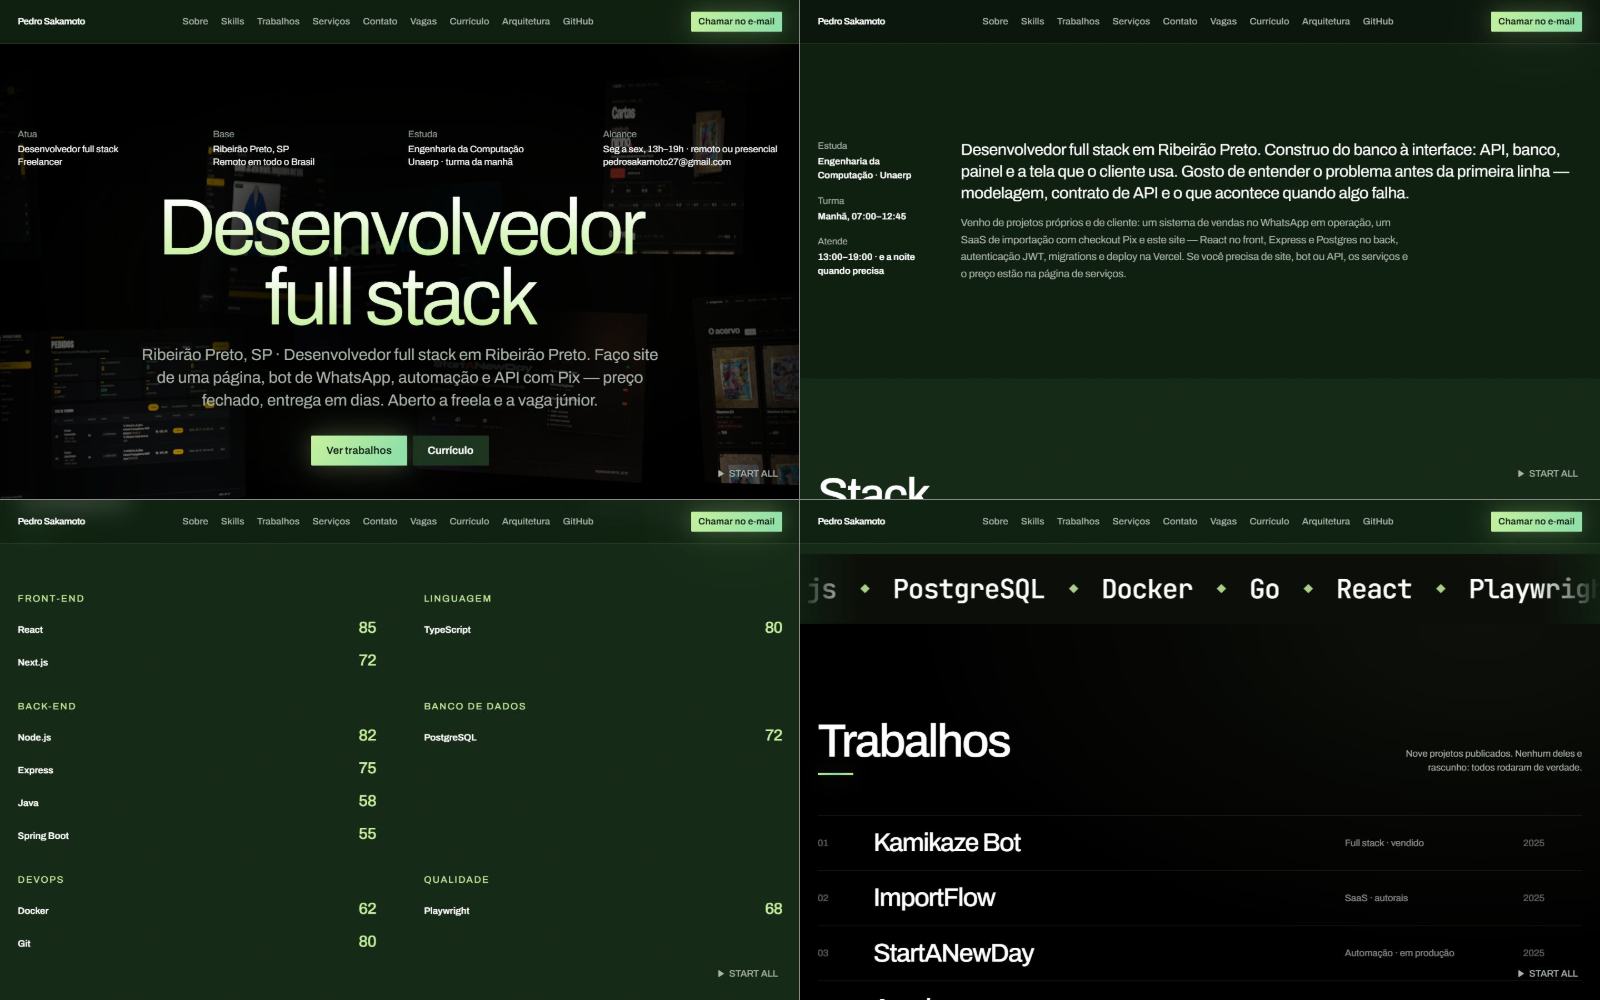 Pedro Sakamoto
Sobre Skills Trabalhos Serviços Contato Vagas Currículo Arquitetura GitHub
Chamar no e-mail
Atua
Desenvolvedor full stack
Freelancer
Base
Ribeirão Preto, SP
Remoto em todo o Brasil
Estuda
Engenharia da Computação
Unaerp · turma da manhã
Alcance
Seg a sex, 13h–19h · remoto ou presencial
pedrosakamoto27@gmail.com
Desenvolvedor
full stack
Ribeirão Preto, SP · Desenvolvedor full stack em Ribeirão Preto. Faço site
de uma página, bot de WhatsApp, automação e API com Pix — preço
fechado, entrega em dias. Aberto a freela e a vaga júnior.
Ver trabalhos
Currículo
START ALL
PEDIDOS
O acervo
Cartas
Pedro Sakamoto
Sobre Skills Trabalhos Serviços Contato Vagas Currículo Arquitetura GitHub
Chamar no e-mail
Estuda
Engenharia da
Computação · Unaerp
Turma
Manhã, 07:00–12:45
Atende
13:00–19:00 · e a noite
quando precisa
Desenvolvedor full stack em Ribeirão Preto. Construo do banco à interface: API, banco,
painel e a tela que o cliente usa. Gosto de entender o problema antes da primeira linha —
modelagem, contrato de API e o que acontece quando algo falha.
Venho de projetos próprios e de cliente: um sistema de vendas no WhatsApp em operação, um
SaaS de importação com checkout Pix e este site — React no front, Express e Postgres no back,
autenticação JWT, migrations e deploy na Vercel. Se você precisa de site, bot ou API, os serviços e
o preço estão na página de serviços.
Stack
START ALL
Pedro Sakamoto
Sobre Skills Trabalhos Serviços Contato Vagas Currículo Arquitetura GitHub
Chamar no e-mail
FRONT-END
React 85
Next.js 72
LINGUAGEM
TypeScript 80
BACK-END
Node.js 82
Express 75
Java 58
Spring Boot 55
BANCO DE DADOS
PostgreSQL 72
DEVOPS
Docker 62
Git 80
QUALIDADE
Playwright 68
START ALL
Pedro Sakamoto
Sobre Skills Trabalhos Serviços Contato Vagas Currículo Arquitetura GitHub
Chamar no e-mail
js ◆ PostgreSQL ◆ Docker ◆ Go ◆ React ◆ Playwrigh
Trabalhos
Nove projetos publicados. Nenhum deles e
rascunho: todos rodaram de verdade.
01 Kamikaze Bot Full stack · vendido 2025
02 ImportFlow SaaS · autorais 2025
03 StartANewDay Automação · em produção 2025
START ALL